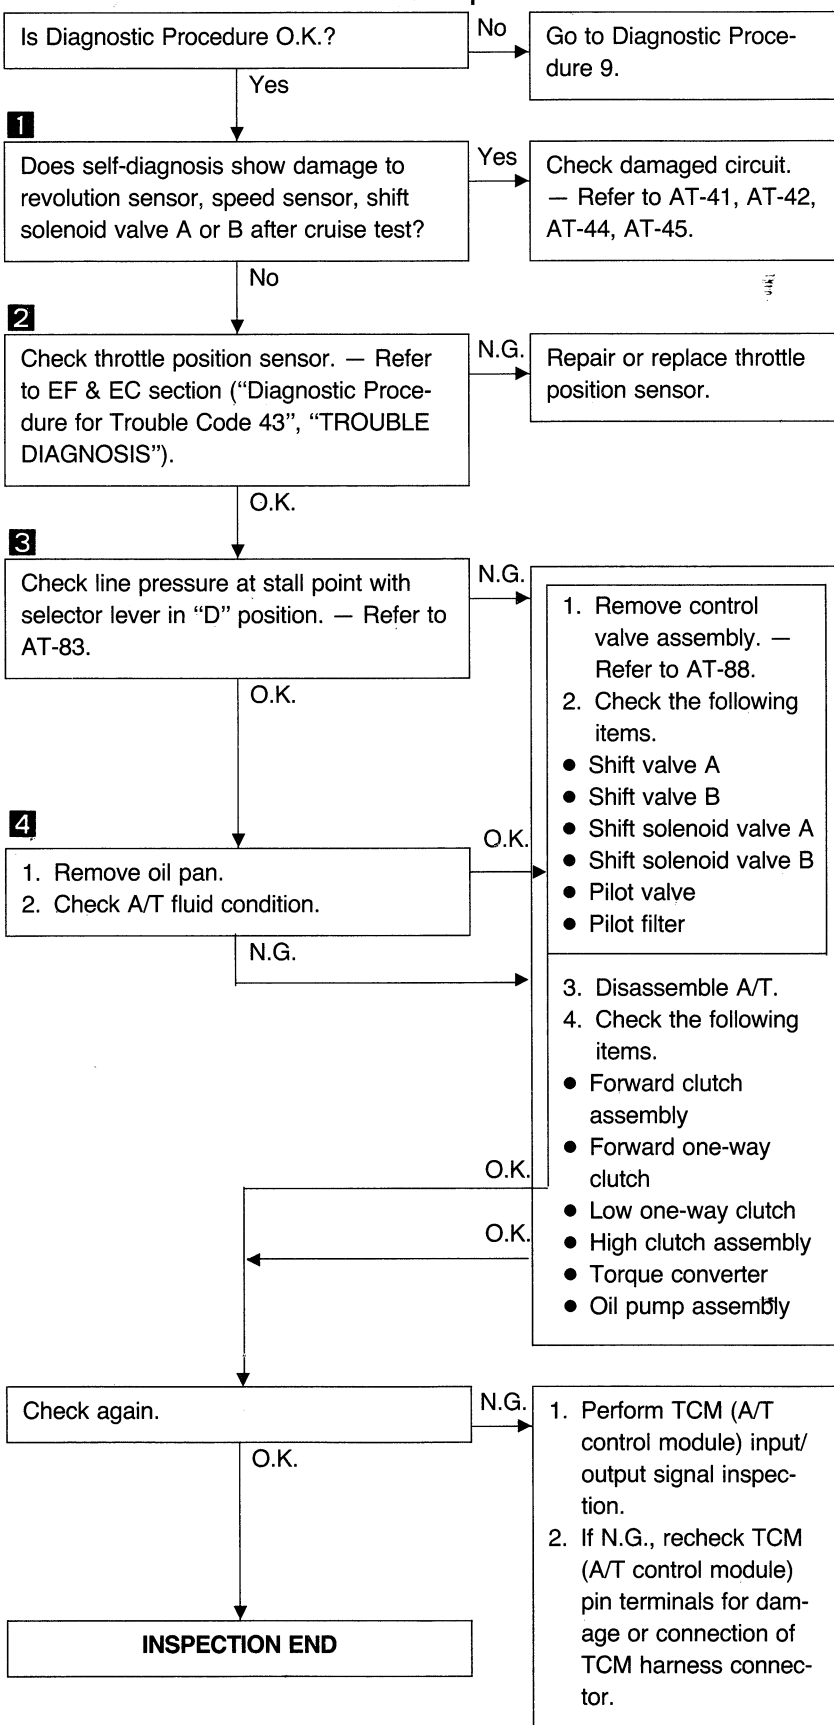 Is Diagnostic Procedure O.K.?
No
Go to Diagnostic Proce-
dure 9.
Yes
1
Does self-diagnosis show damage to
revolution sensor, speed sensor, shift
solenoid valve A or B after cruise test?
Yes
Check damaged circuit.
— Refer to AT-41, AT-42,
AT-44, AT-45.
No
2
Check throttle position sensor. — Refer
to EF & EC section (“Diagnostic Proce-
dure for Trouble Code 43”, “TROUBLE
DIAGNOSIS”).
N.G.
Repair or replace throttle
position sensor.
O.K.
3
Check line pressure at stall point with
selector lever in “D” position. — Refer to
AT-83.
N.G.
1. Remove control
valve assembly. —
Refer to AT-88.
2. Check the following
items.
● Shift valve A
● Shift valve B
● Shift solenoid valve A
● Shift solenoid valve B
● Pilot valve
● Pilot filter
O.K.
4
1. Remove oil pan.
2. Check A/T fluid condition.
O.K.
N.G.
3. Disassemble A/T.
4. Check the following
items.
● Forward clutch
assembly
● Forward one-way
clutch
● Low one-way clutch
● High clutch assembly
● Torque converter
● Oil pump assembly
O.K.
O.K.
Check again.
N.G.
1. Perform TCM (A/T
control module) input/
output signal inspec-
tion.
2. If N.G., recheck TCM
(A/T control module)
pin terminals for dam-
age or connection of
TCM harness connec-
tor.
O.K.
INSPECTION END